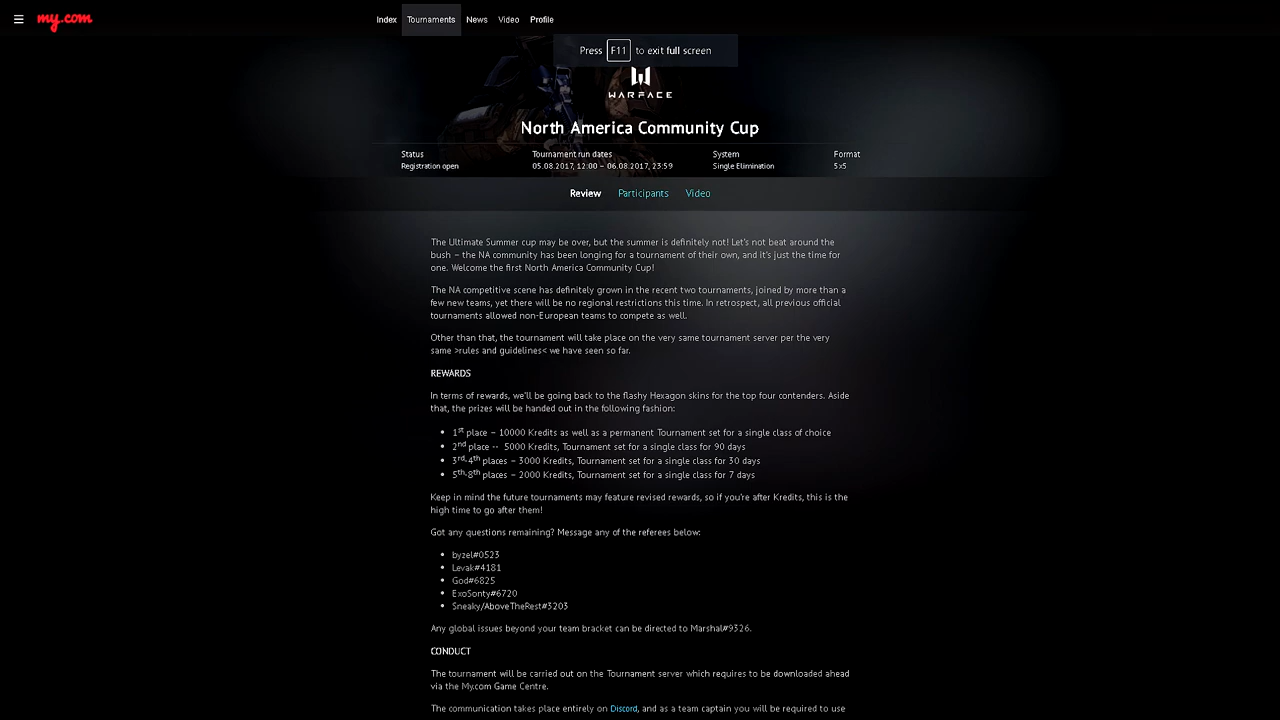 my.com
Index Tournaments News Video Profile
Press F11 to exit full screen
WARFACE
North America Community Cup
Status Tournament run dates System Format
Registration open 05.08.2017, 12:00 – 06.08.2017, 23:59 Single Elimination 5x5
Review Participants Video
The Ultimate Summer cup may be over, but the summer is definitely not! Let's not beat around the
bush – the NA community has been longing for a tournament of their own, and it's just the time for
one. Welcome the first North America Community Cup!
The NA competitive scene has definitely grown in the recent two tournaments, joined by more than a
few new teams, yet there will be no regional restrictions this time. In retrospect, all previous official
tournaments allowed non-European teams to compete as well.
Other than that, the tournament will take place on the very same tournament server per the very
same >rules and guidelines< we have seen so far.
REWARDS
In terms of rewards, we'll be going back to the flashy Hexagon skins for the top four contenders. Aside
that, the prizes will be handed out in the following fashion:
• 1st place – 10000 Kredits as well as a permanent Tournament set for a single class of choice
• 2nd place -- 5000 Kredits, Tournament set for a single class for 90 days
• 3rd-4th places – 3000 Kredits, Tournament set for a single class for 30 days
• 5th-8th places – 2000 Kredits, Tournament set for a single class for 7 days
Keep in mind the future tournaments may feature revised rewards, so if you're after Kredits, this is the
high time to go after them!
Got any questions remaining? Message any of the referees below:
• byzel#0523
• Levak#4181
• God#6825
• ExoSonty#6720
• Sneaky/AboveTheRest#3203
Any global issues beyond your team bracket can be directed to Marshal#9326.
CONDUCT
The tournament will be carried out on the Tournament server which requires to be downloaded ahead
via the My.com Game Centre.
The communication takes place entirely on Discord, and as a team captain you will be required to use